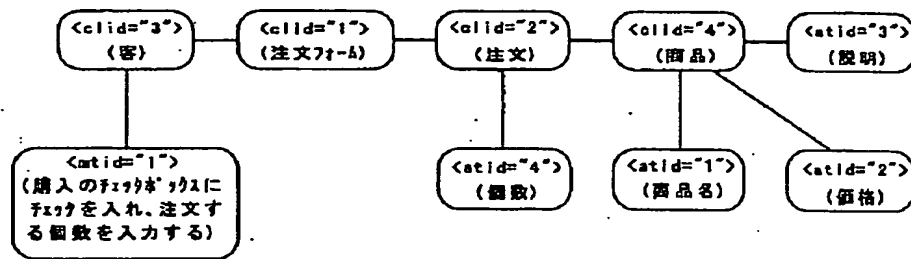 <clid="3">
(客)
<clid="1">
(注文フォーム)
<clid="2">
(注文)
<clid="4">
(商品)
<atid="3">
(説明)
<mtid="1">
(購入のチェックボックスに
チェックを入れ、注文す
る個数を入力する)
<atid="4">
(個数)
<atid="1">
(商品名)
<atid="2">
(価格)